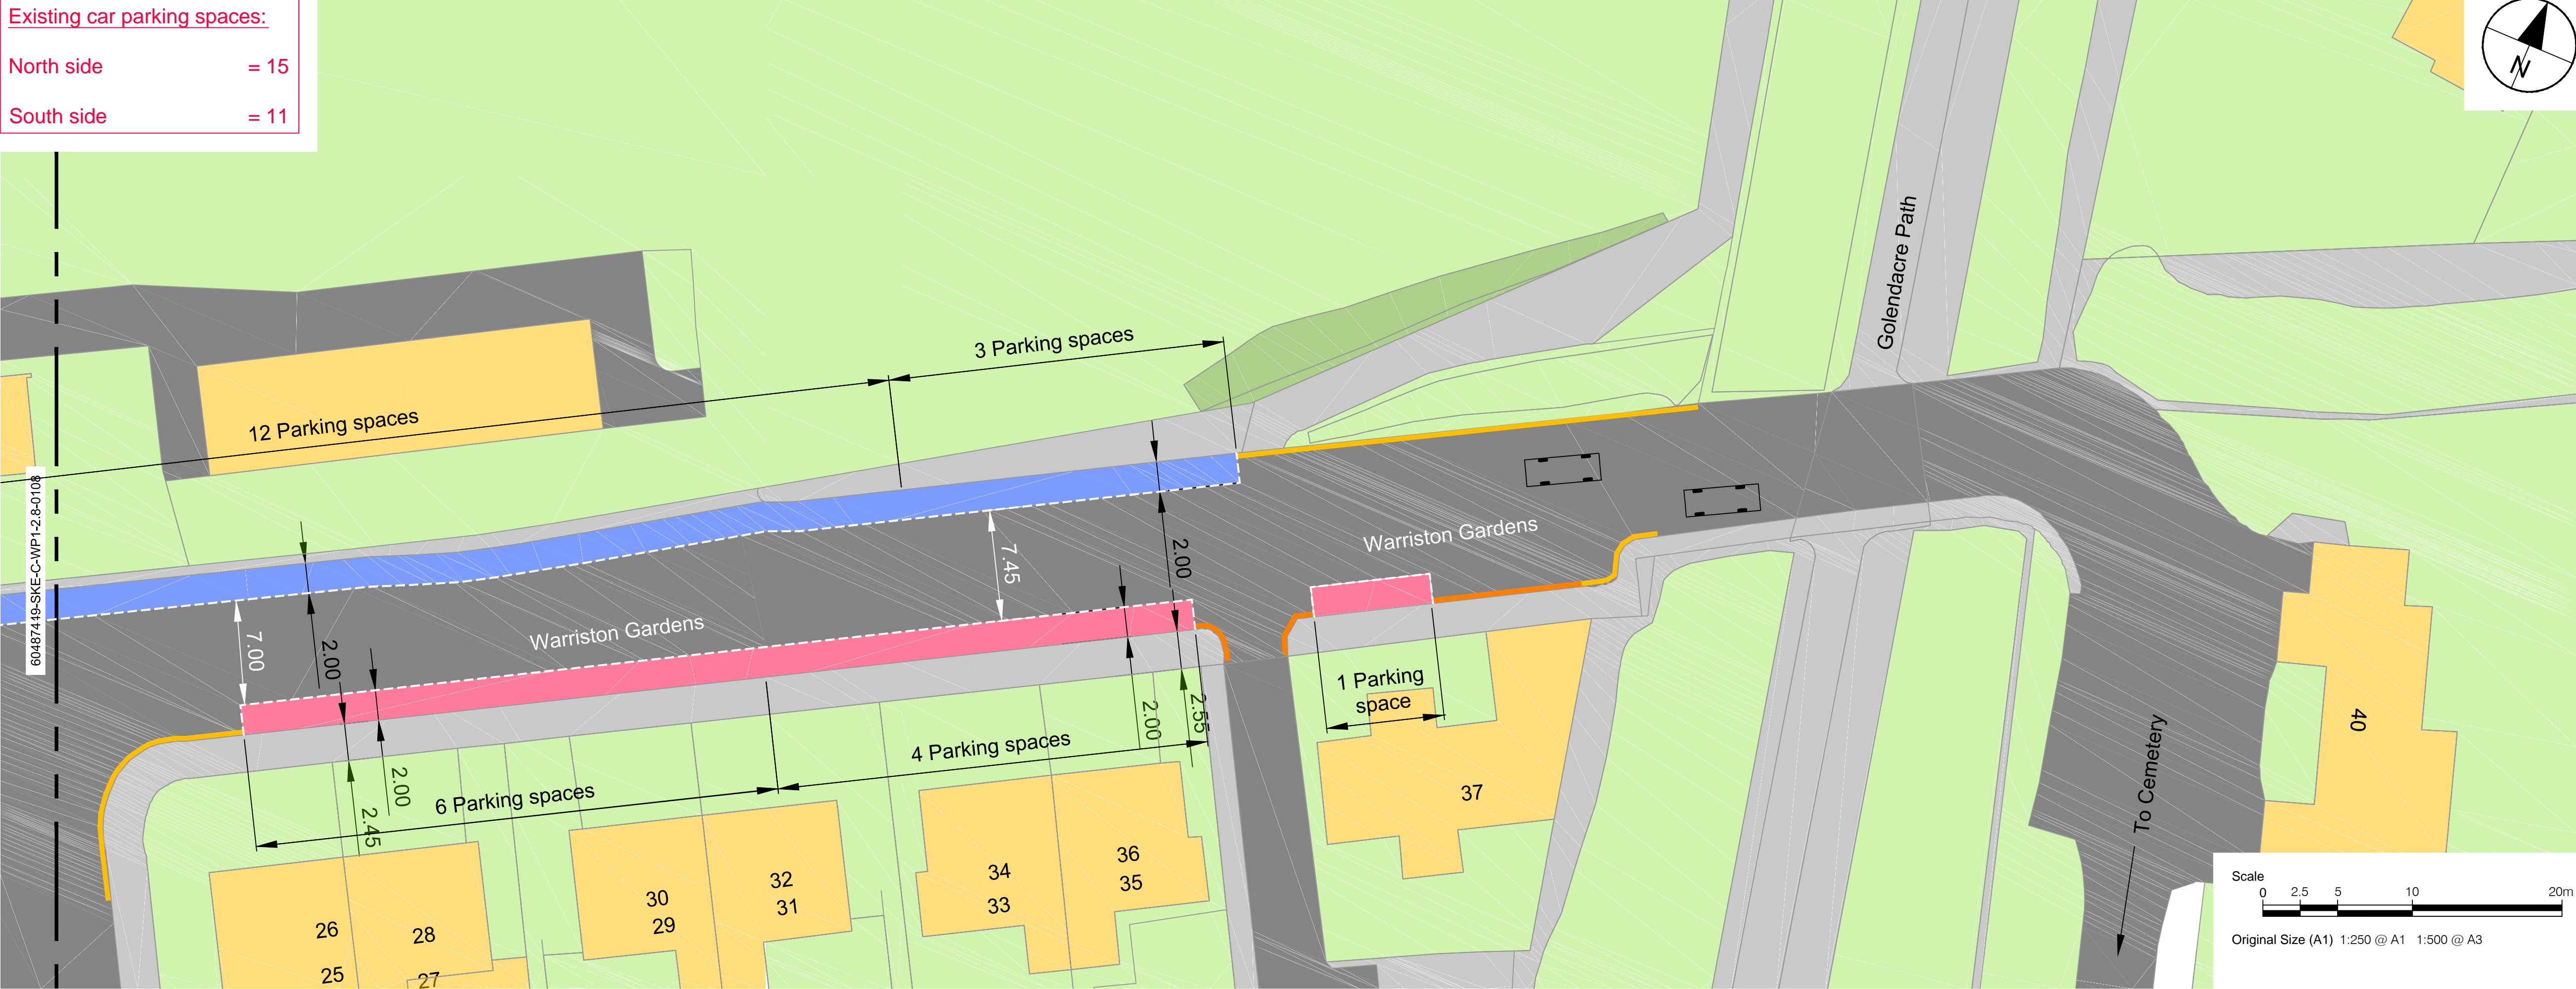 Existing car parking spaces:
North side = 15
South side = 11
N
Golendacre Path
3 Parking spaces
12 Parking spaces
60487449-SKE-C-WP1-2.8-0108
Warriston Gardens
7.45
2.00
Warriston Gardens
7.00
2.00
1 Parking
space
2.00
2.55
4 Parking spaces
6 Parking spaces
2.00
2.45
37
40
To Cemetery
26
25
28
27
30
29
32
31
34
33
36
35
Scale
0 2.5 5 10 20m
Original Size (A1) 1:250 @ A1 1:500 @ A3